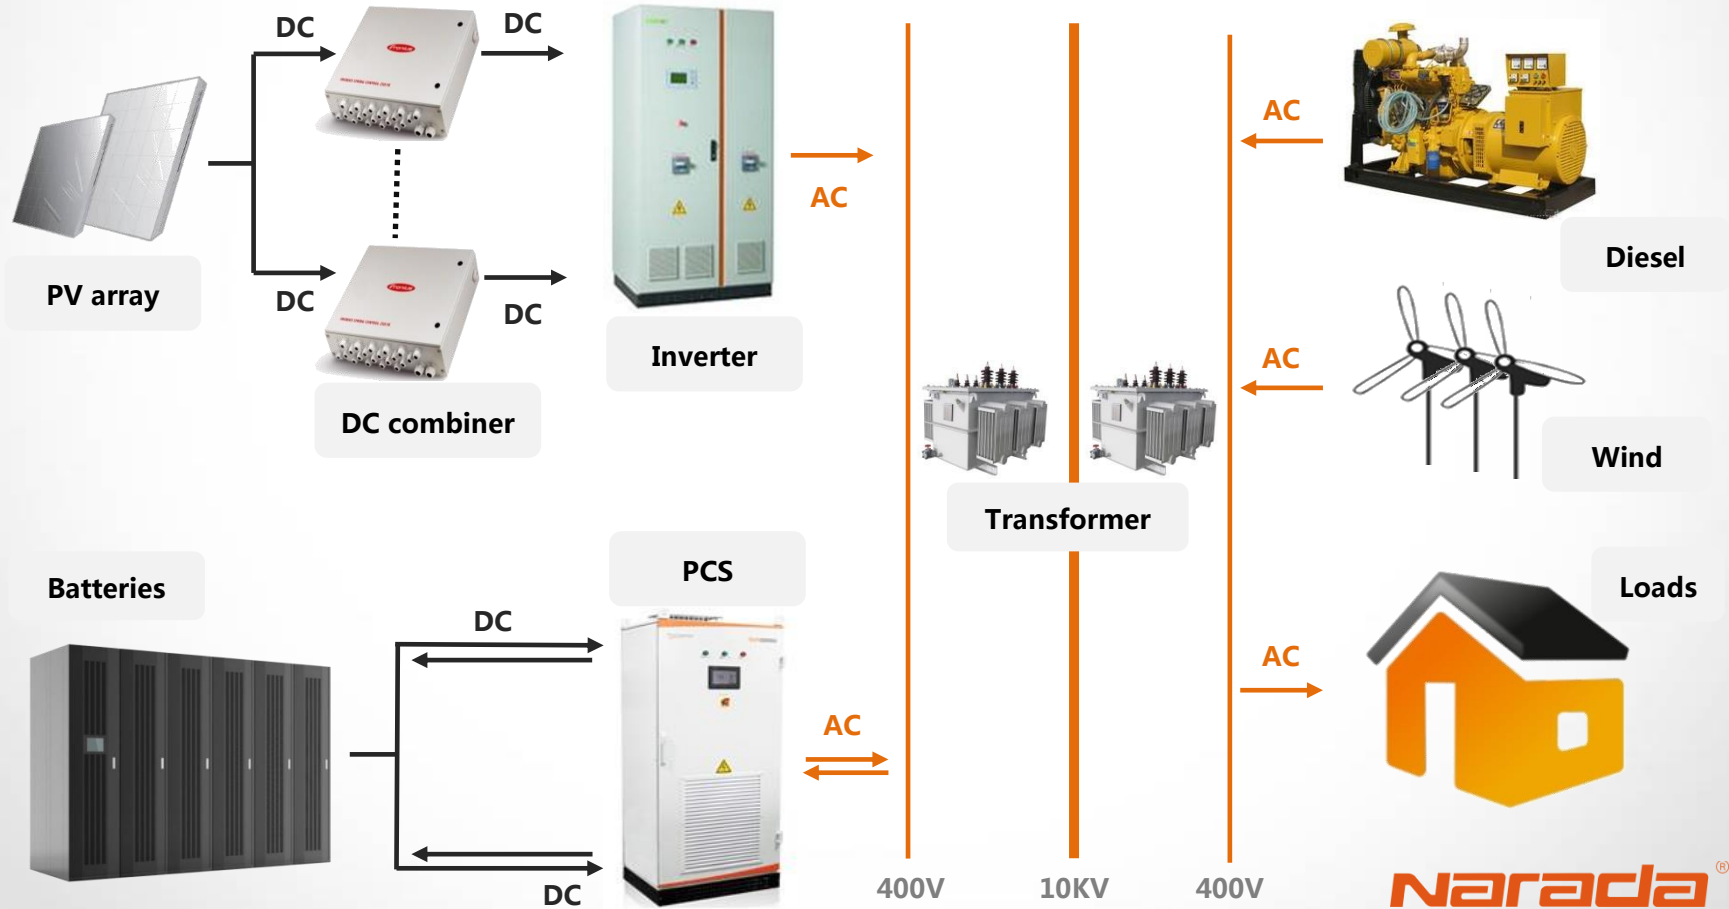 DC
DC
AC
AC
PV array
DC
DC
Diesel
Inverter
AC
DC combiner
Wind
Transformer
PCS
Batteries
Loads
DC
AC
AC
DC
400V
10KV
400V
Narada®